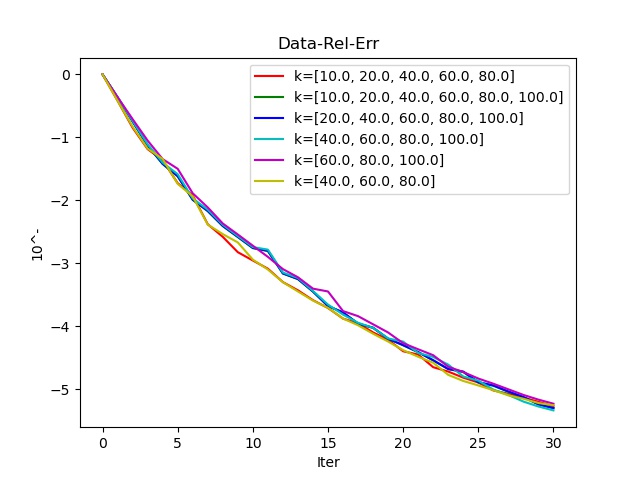 Data-Rel-Err
k=[10.0, 20.0, 40.0, 60.0, 80.0]
k=[10.0, 20.0, 40.0, 60.0, 80.0, 100.0]
k=[20.0, 40.0, 60.0, 80.0, 100.0]
k=[40.0, 60.0, 80.0, 100.0]
k=[60.0, 80.0, 100.0]
k=[40.0, 60.0, 80.0]
10^-
0
−1
−2
−3
−4
−5
0 5 10 15 20 25 30
Iter